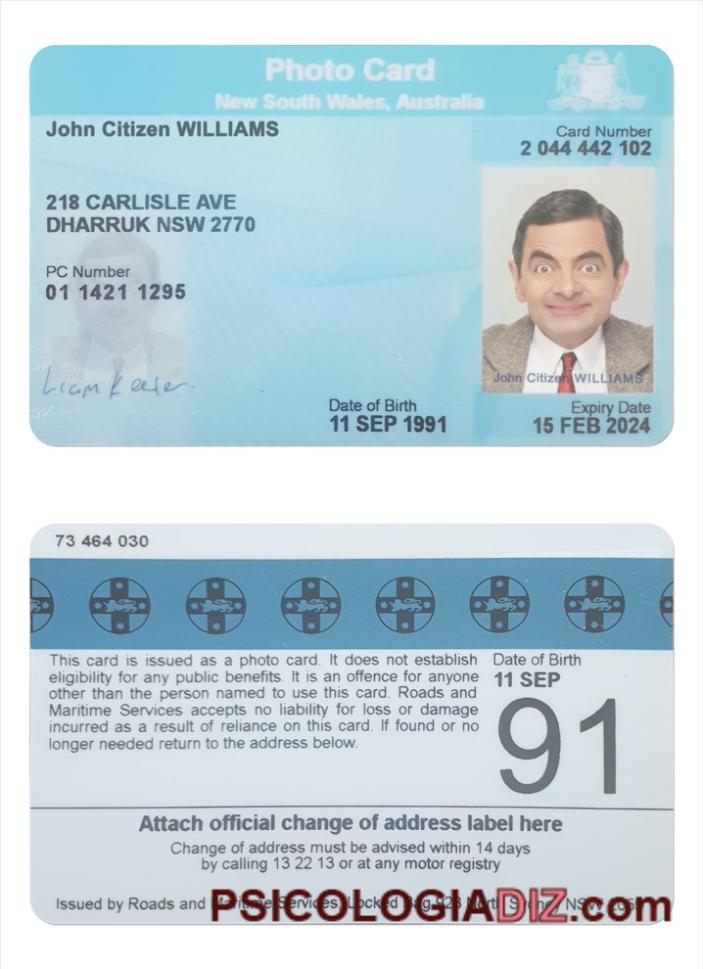 Photo Card
New South Wales, Australia
John Citizen WILLIAMS
Card Number
2 044 442 102
218 CARLISLE AVE
DHARRUK NSW 2770
PC Number
01 1421 1295
Liam
John Citizen WILLIAMS
Date of Birth
11 SEP 1991
Expiry Date
15 FEB 2024
73 464 030
This card is issued as a photo card. It does not establish
eligibility for any public benefits. It is an offence for anyone
other than the person named to use this card. Roads and
Maritime Services accepts no liability for loss or damage
incurred as a result of reliance on this card. If found or no
longer needed return to the address below.
Date of Birth
11 SEP
91
Attach official change of address label here
Change of address must be advised within 14 days
by calling 13 22 13 or at any motor registry
Issued by Roads and Maritime Services, Locked Bag 928 North Sydney NSW
PSICOLOGIADIZ.com